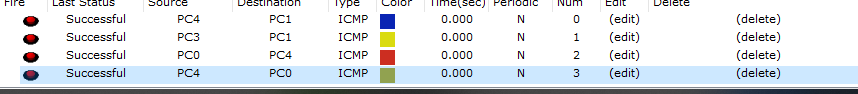 Fire Last Status Source Destination Type Color Time(sec) Periodic Num Edit Delete
Successful PC4 PC1 ICMP 0.000 N 0 (edit) (delete)
Successful PC3 PC1 ICMP 0.000 N 1 (edit) (delete)
Successful PC0 PC4 ICMP 0.000 N 2 (edit) (delete)
Successful PC4 PC0 ICMP 0.000 N 3 (edit) (delete)